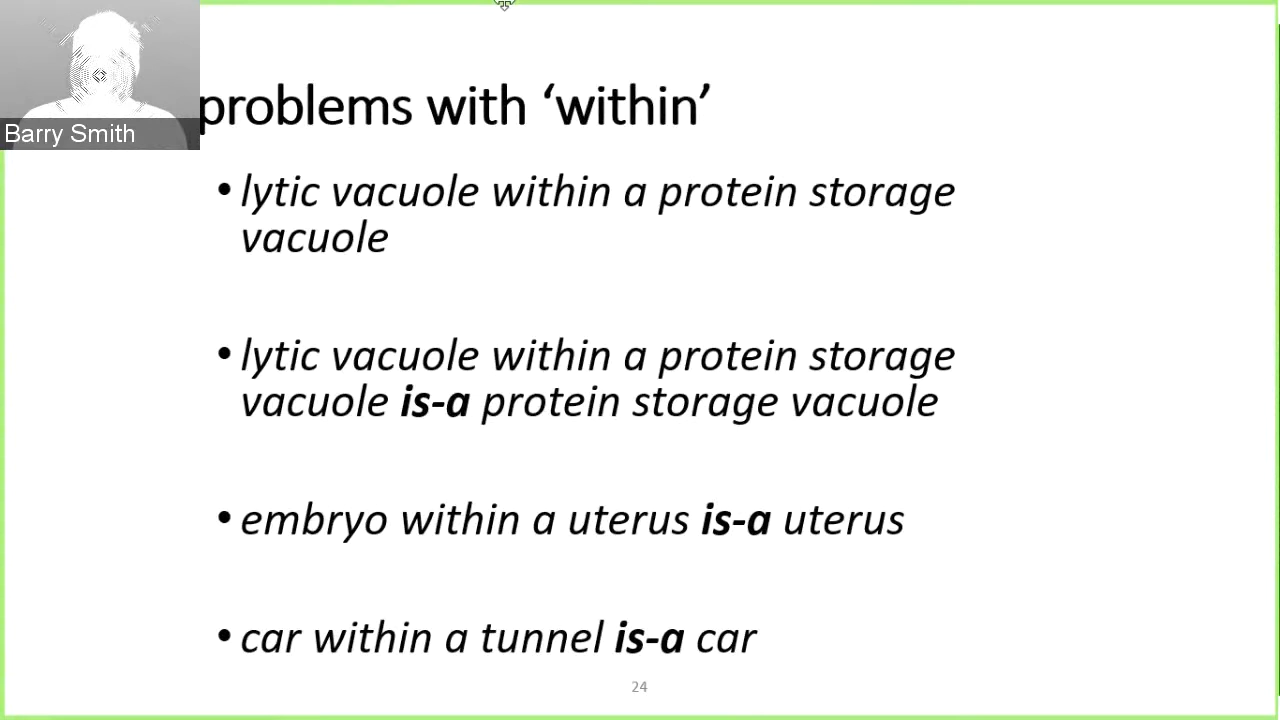 problems with ‘within’
Barry Smith
• lytic vacuole within a protein storage
vacuole
• lytic vacuole within a protein storage
vacuole is-a protein storage vacuole
• embryo within a uterus is-a uterus
• car within a tunnel is-a car
24